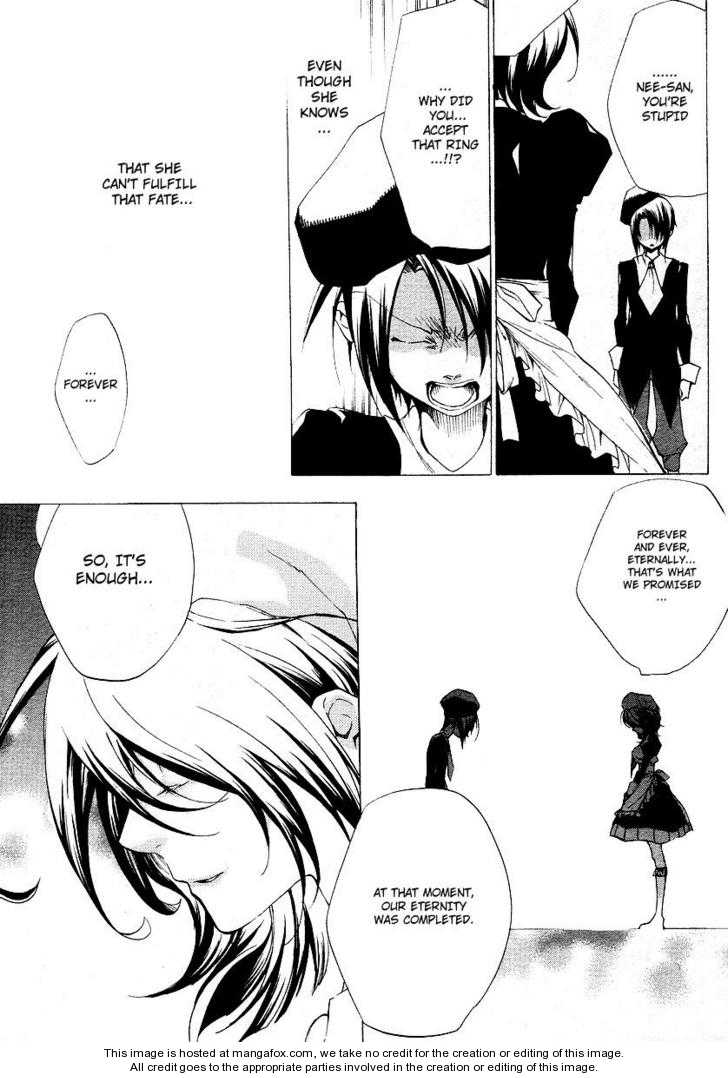 ......
NEE-SAN,
YOU'RE
STUPID
...
WHY DID
YOU...
ACCEPT
THAT RING
...!!?
EVEN
THOUGH
SHE
KNOWS
...
THAT SHE
CAN'T FULFILL
THAT FATE...
...
FOREVER
...
FOREVER
AND EVER,
ETERNALLY...
THAT'S WHAT
WE PROMISED
...
SO, IT'S
ENOUGH...
AT THAT MOMENT,
OUR ETERNITY
WAS COMPLETED.
This image is hosted at mangafox.com, we take no credit for the creation or editing of this image.
All credit goes to the appropriate parties involved in the creation or editing of this image.